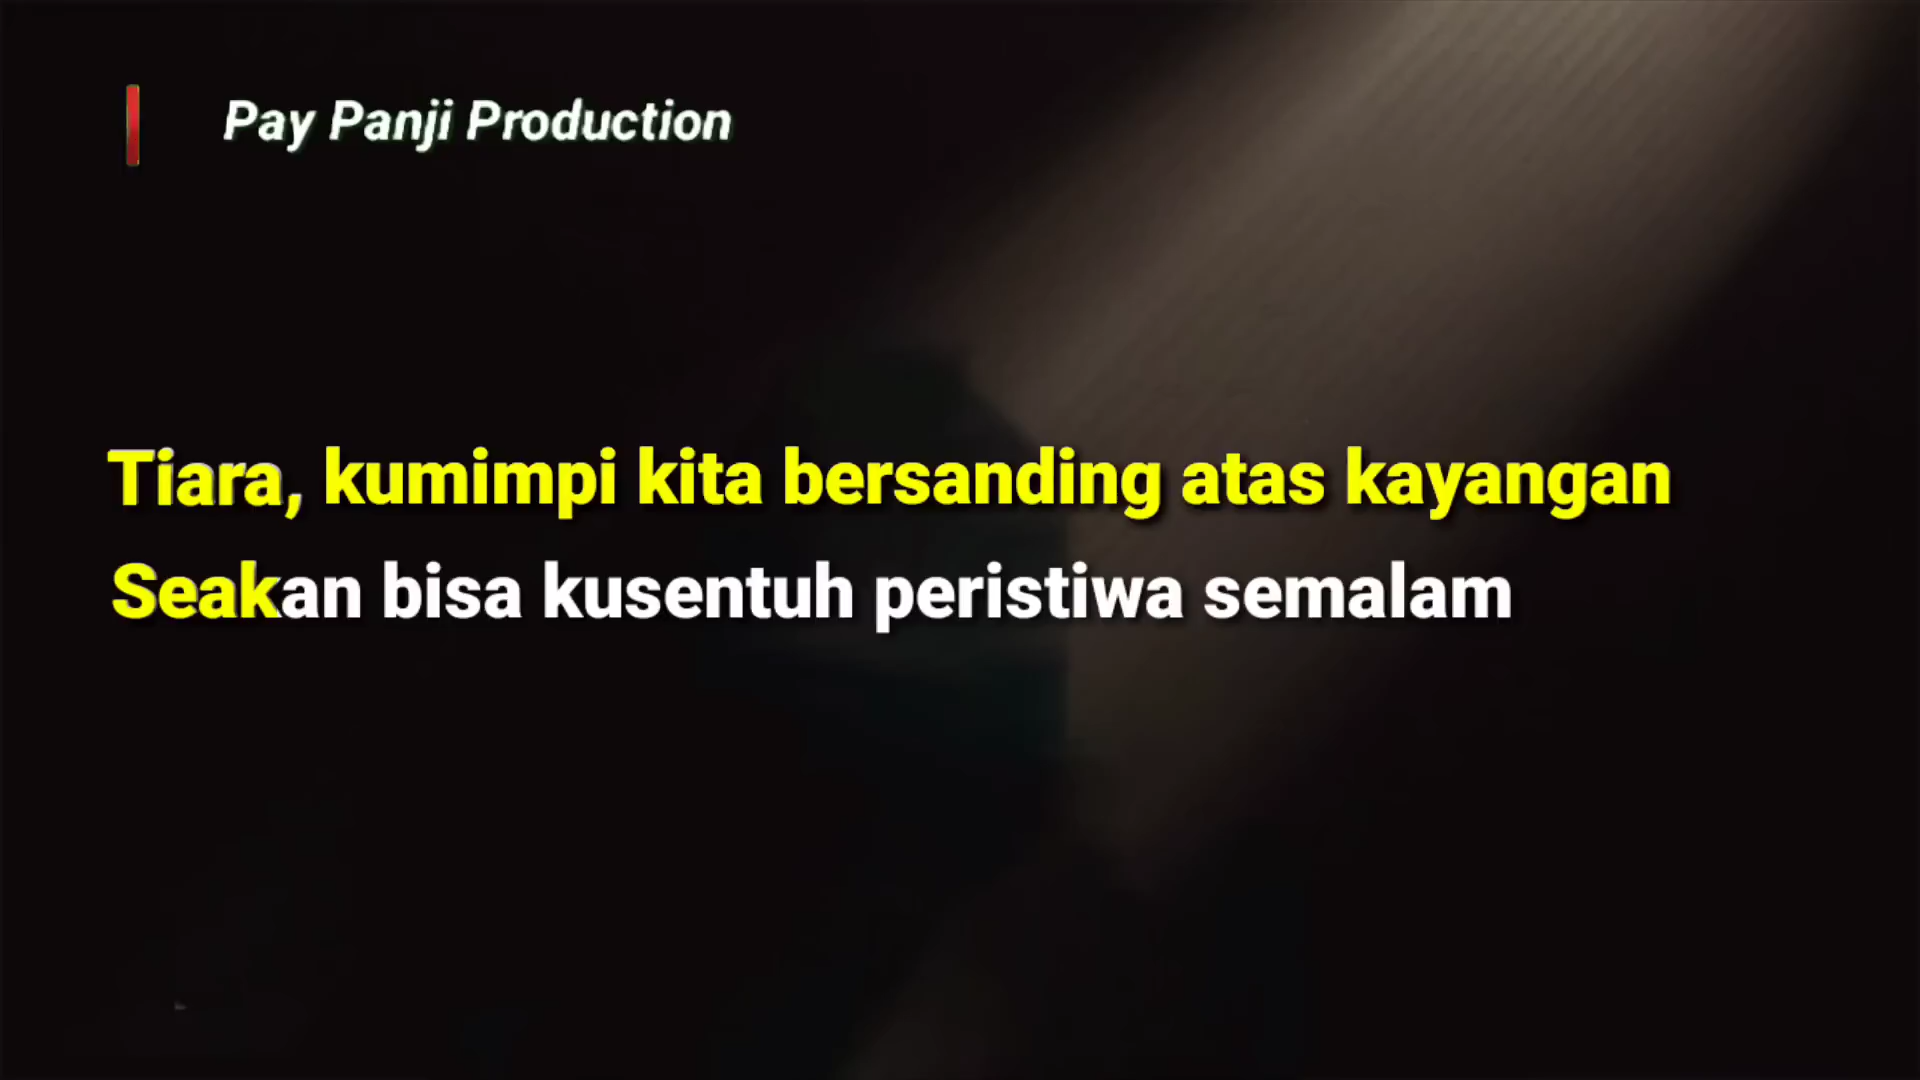 Pay Panji Production
Tiara, kumimpi kita bersanding atas kayangan
Seakan bisa kusentuh peristiwa semalam